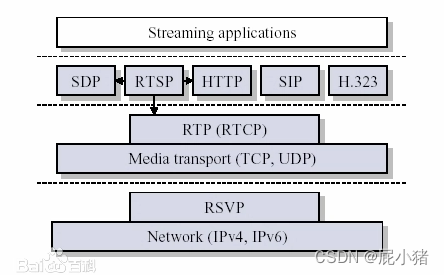 Streaming applications
SDP RTSP HTTP SIP H.323
RTP (RTCP)
Media transport (TCP, UDP)
RSVP
Network (IPv4, IPv6)
Bai百科
CSDN @屁小猪